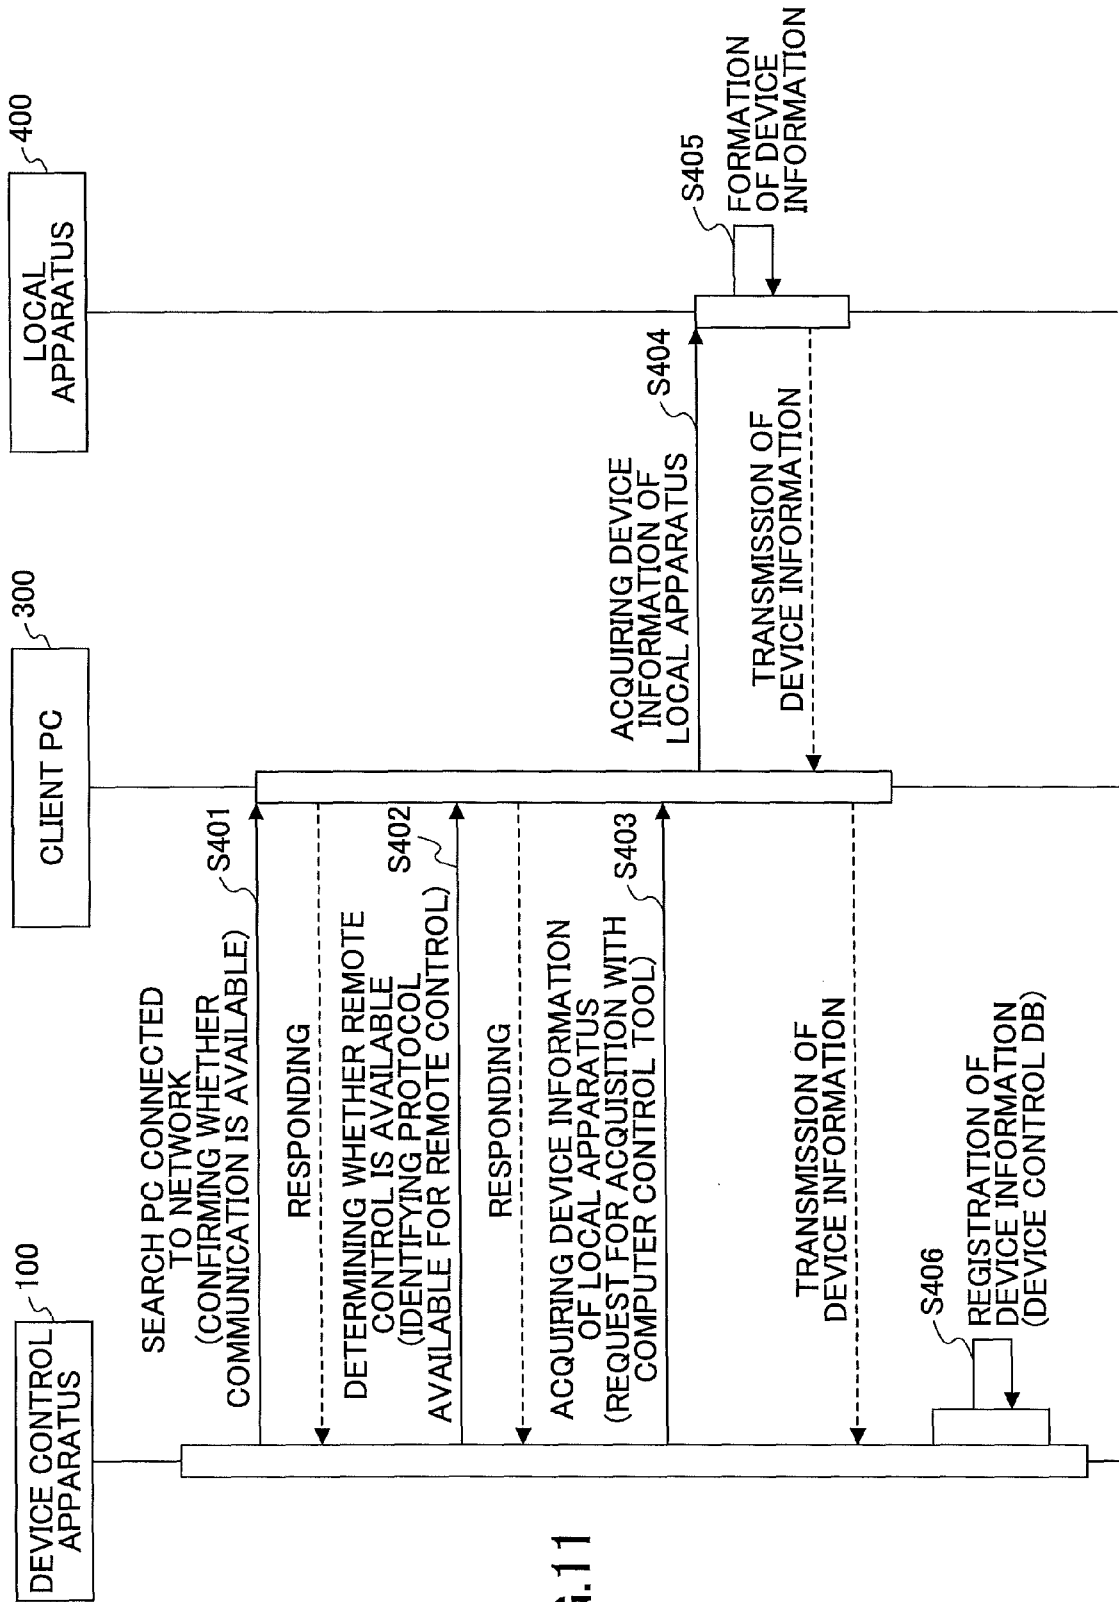 DEVICE CONTROL
APPARATUS
100
CLIENT PC
300
LOCAL
APPARATUS
400
SEARCH PC CONNECTED
TO NETWORK
(CONFIRMING WHETHER
COMMUNICATION IS AVAILABLE)
S401
RESPONDING
DETERMINING WHETHER REMOTE
CONTROL IS AVAILABLE
(IDENTIFYING PROTOCOL
AVAILABLE FOR REMOTE CONTROL)
S402
RESPONDING
ACQUIRING DEVICE INFORMATION
OF LOCAL APPARATUS
(REQUEST FOR ACQUISITION WITH
COMPUTER CONTROL TOOL)
S403
ACQUIRING DEVICE
INFORMATION OF
LOCAL APPARATUS
S404
S405
FORMATION
OF DEVICE
INFORMATION
TRANSMISSION OF
DEVICE INFORMATION
TRANSMISSION OF
DEVICE INFORMATION
S406
REGISTRATION OF
DEVICE INFORMATION
(DEVICE CONTROL DB)
G.11